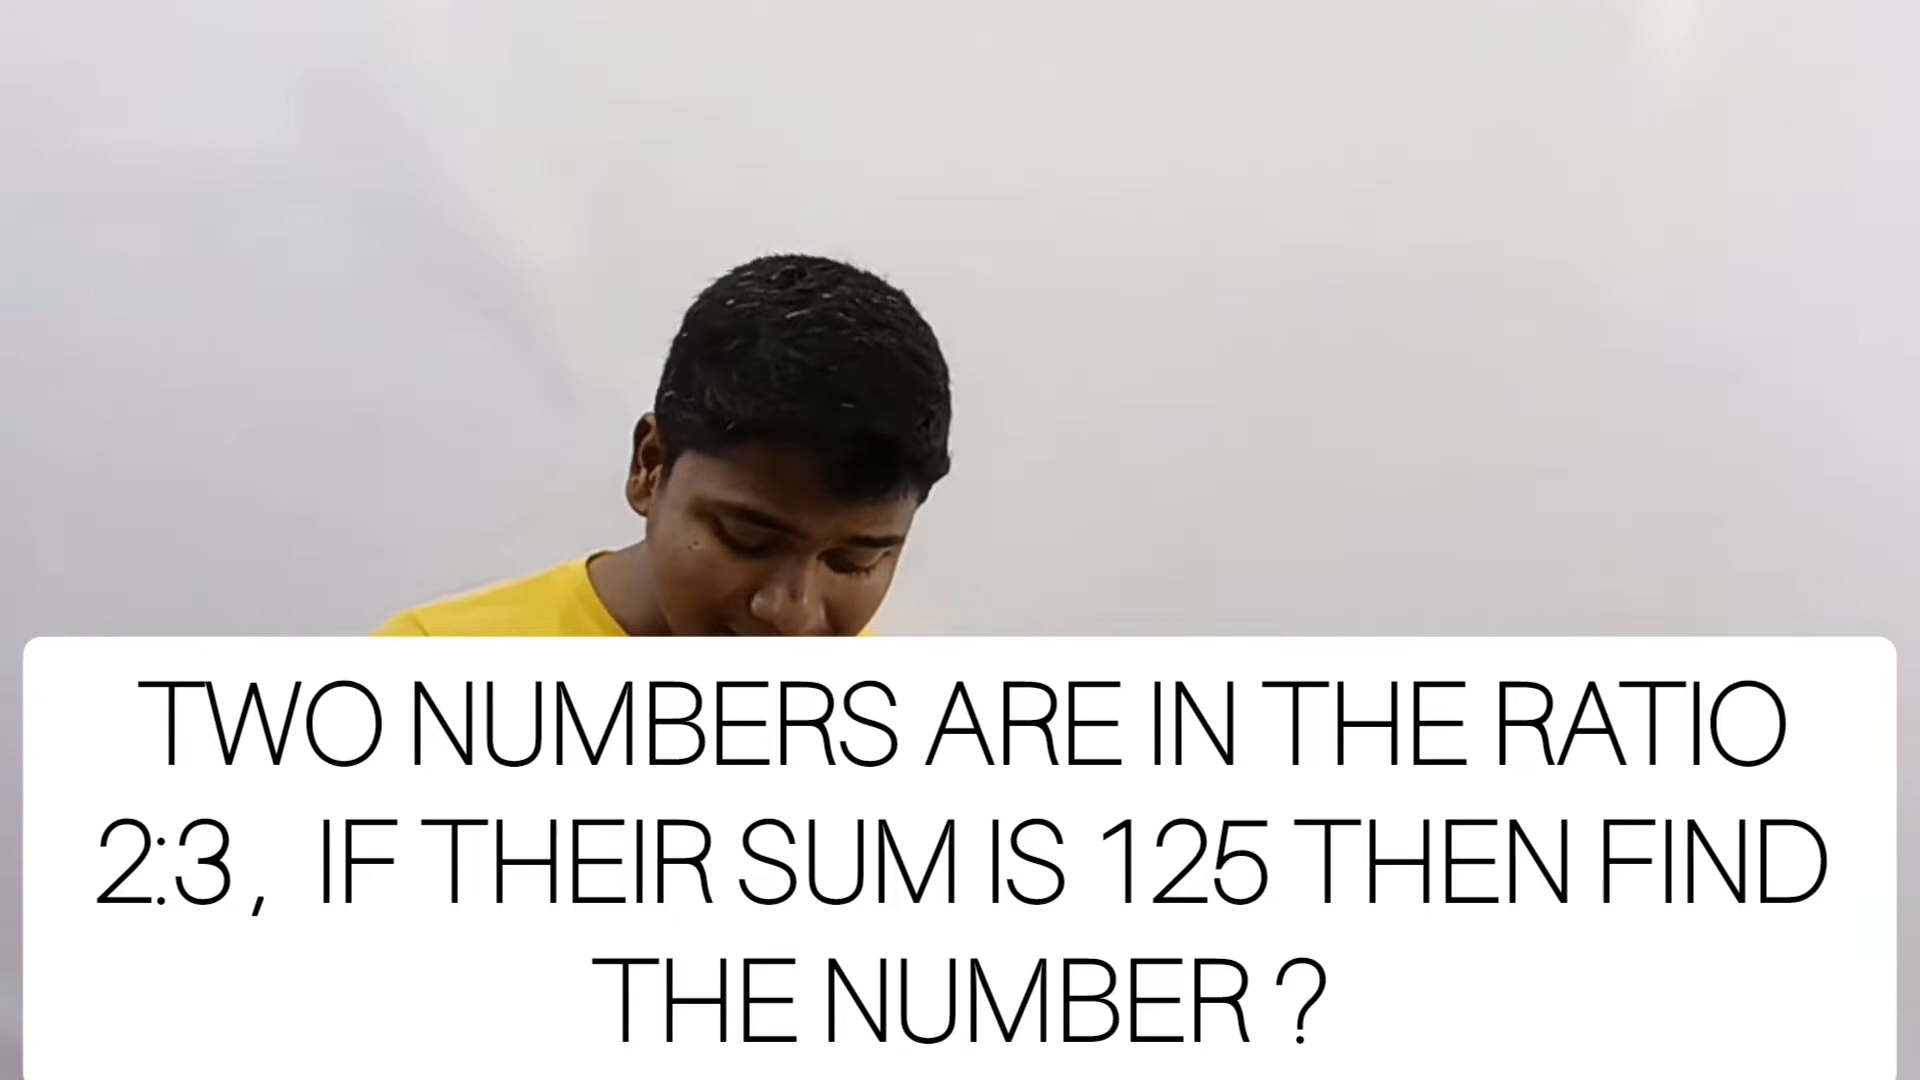 TWO NUMBERS ARE IN THE RATIO
2:3, IF THEIR SUM IS 125 THEN FIND
THE NUMBER ?